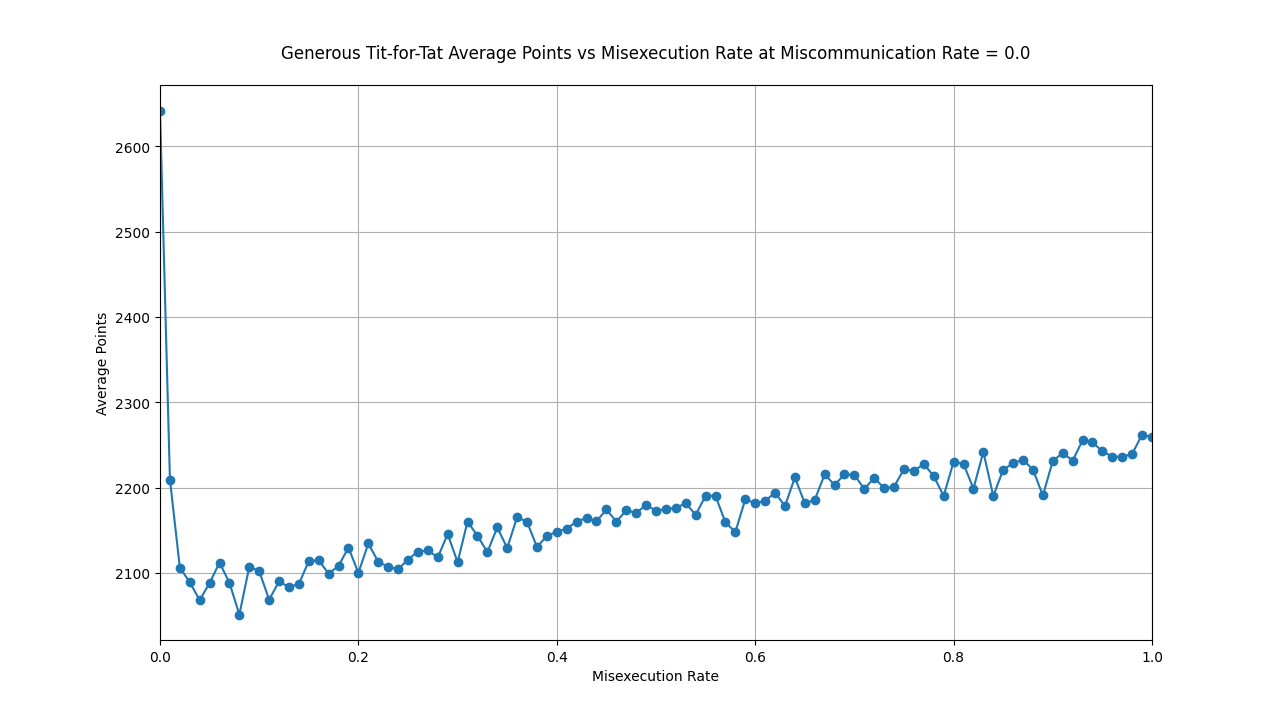 Generous Tit-for-Tat Average Points vs Misexecution Rate at Miscommunication Rate = 0.0
Average Points
2600
2500
2400
2300
2200
2100
0.0 0.2 0.4 0.6 0.8 1.0
Misexecution Rate